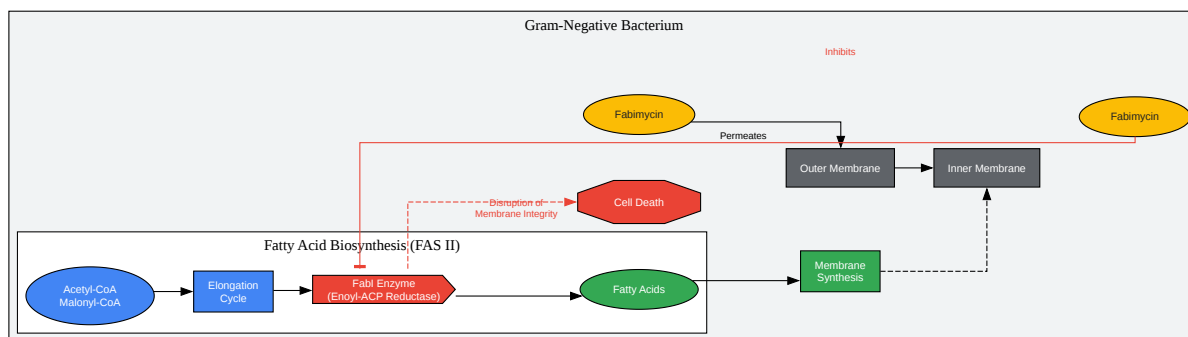 Gram-Negative Bacterium
Inhibits
Fabimycin
Fabimycin
Permeates
Outer Membrane
Inner Membrane
Disruption of
Membrane Integrity
Cell Death
Fatty Acid Biosynthesis (FAS II)
Acetyl-CoA
Malonyl-CoA
Elongation
Cycle
FabI Enzyme
(Enoyl-ACP Reductase)
Fatty Acids
Membrane
Synthesis